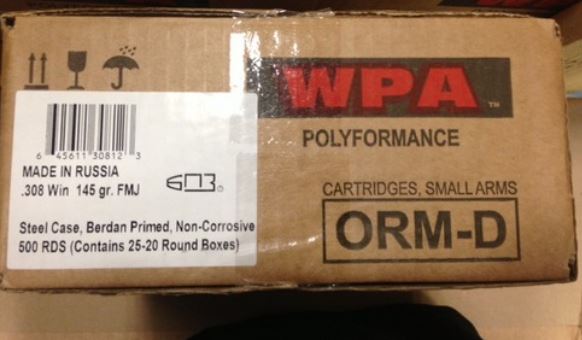 WPA™
POLYFORMANCE
CARTRIDGES, SMALL ARMS
ORM-D
6 45611 30812 3
MADE IN RUSSIA
.308 Win 145 gr. FMJ
Steel Case, Berdan Primed, Non-Corrosive
500 RDS (Contains 25-20 Round Boxes)